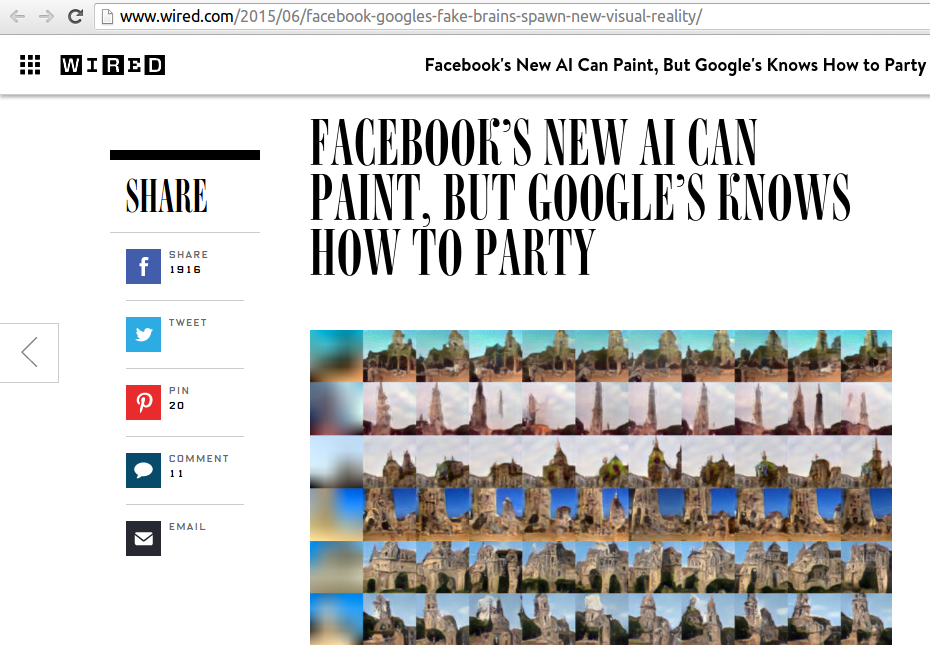 www.wired.com/2015/06/facebook-googles-fake-brains-spawn-new-visual-reality/
WIRED
Facebook's New AI Can Paint, But Google's Knows How to Party
FACEBOOK'S NEW AI CAN
PAINT, BUT GOOGLE'S KNOWS
HOW TO PARTY
SHARE
f
SHARE
1916
TWEET
PIN
20
COMMENT
11
EMAIL